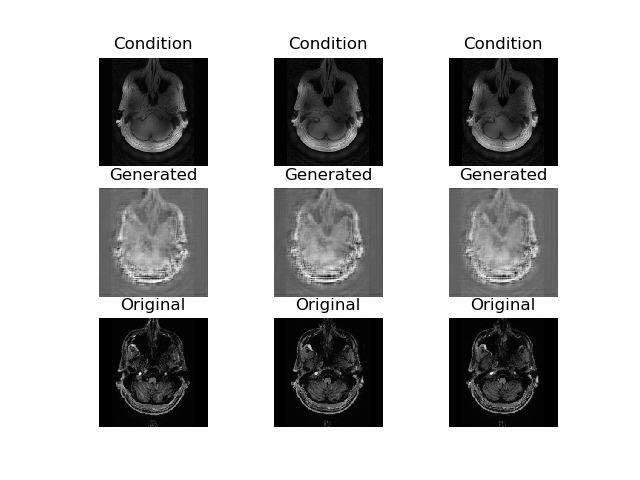 Condition Condition Condition
Generated Generated Generated
Original Original Original